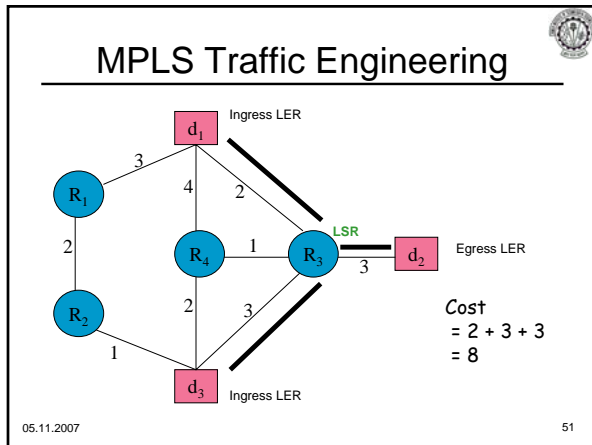 MPLS Traffic Engineering
Ingress LER
d1
3
4
2
R1
LSR
R4
1
R3
3
d2
Egress LER
2
2
3
Cost
= 2 + 3 + 3
= 8
R2
1
d3
Ingress LER
05.11.2007
51